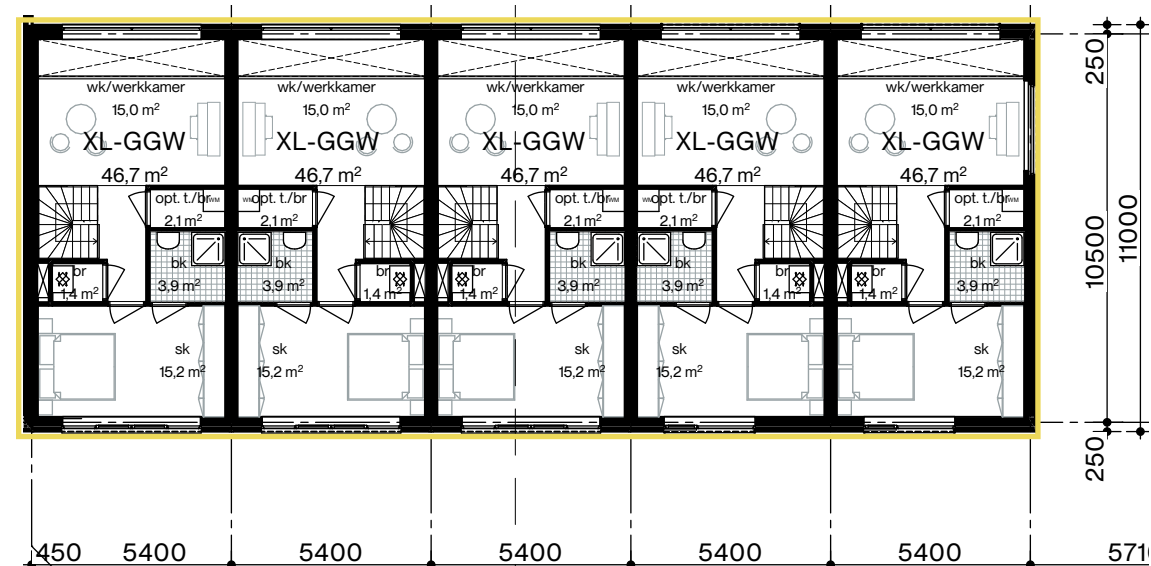 wk/werkkamer wk/werkkamer wk/werkkamer wk/werkkamer wk/werkkamer
15,0 m² 15,0 m² 15,0 m² 15,0 m² 15,0 m²
XL-GGW XL-GGW XL-GGW XL-GGW XL-GGW
46,7 m² 46,7 m² 46,7 m² 46,7 m² 46,7 m²
opt. t./br WM WM opt. t./br opt. t./br WM WM opt. t./br opt. t./br WM
2,1 m² 2,1 m² 2,1 m² 2,1 m² 2,1 m²
bk bk bk bk bk
br br br br br
3,9 m² 3,9 m² 3,9 m² 3,9 m² 3,9 m²
1,4 m² 1,4 m² 1,4 m² 1,4 m² 1,4 m²
sk sk sk sk sk
15,2 m² 15,2 m² 15,2 m² 15,2 m² 15,2 m²
250
10500
11000
250
450 5400 5400 5400 5400 5400